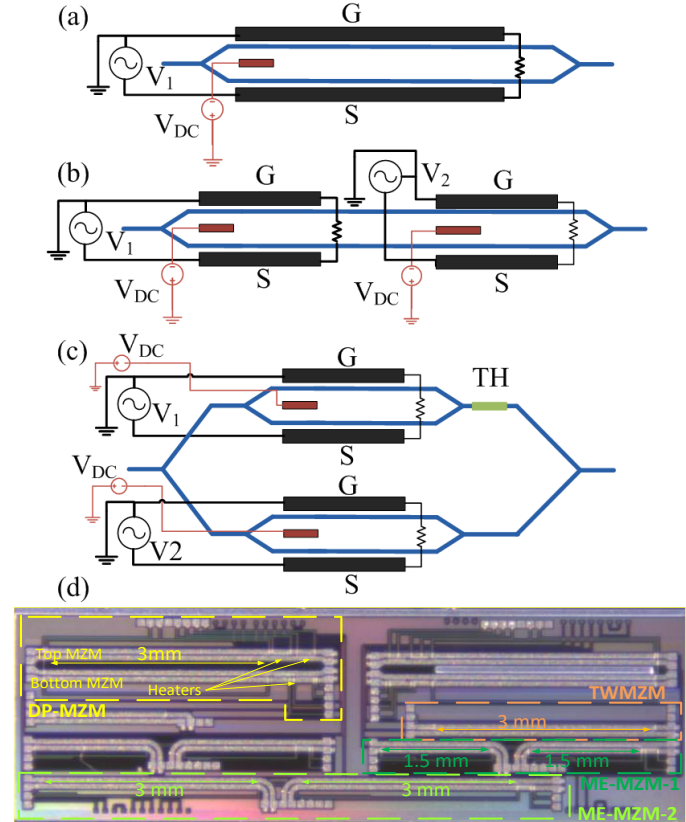 (a)
G
V1
S
VDC
(b)
G
V2
G
V1
S
VDC
S
VDC
(c)
VDC
G
TH
V1
S
VDC
G
V2
S
(d)
Top MZM
3mm
Bottom MZM
Heaters
DP-MZM
TWMZM
3 mm
1.5 mm
1.5 mm
ME-MZM-1
3 mm
3 mm
ME-MZM-2